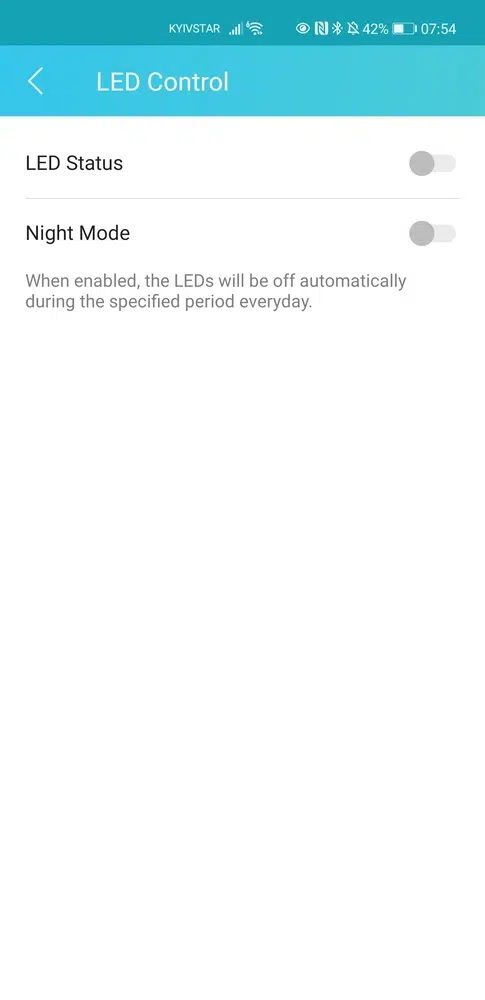 KYIVSTAR 42% 07:54
LED Control
LED Status
Night Mode
When enabled, the LEDs will be off automatically
during the specified period everyday.